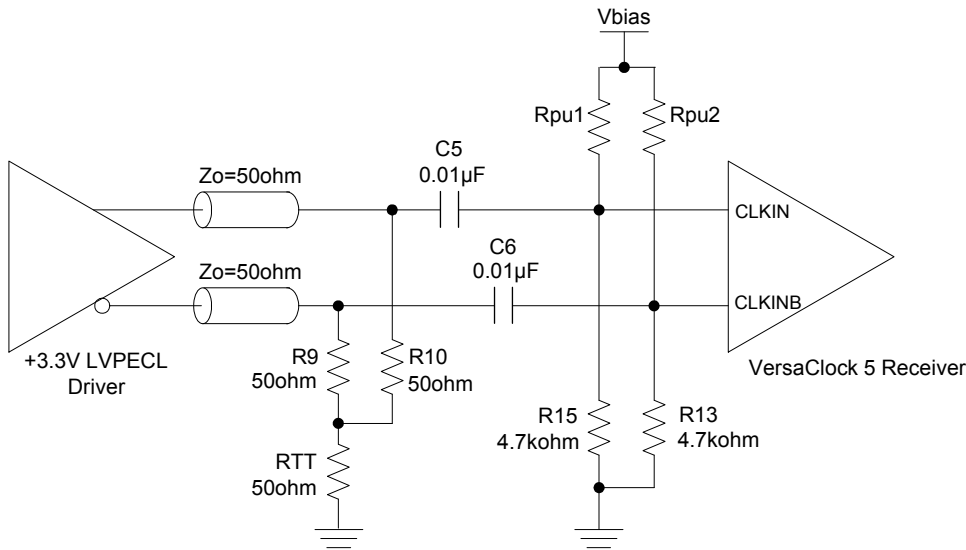 Vbias
Rpu1
Rpu2
C5
0.01µF
Zo=50ohm
CLKIN
C6
0.01µF
Zo=50ohm
CLKINB
+3.3V LVPECL
Driver
R9
50ohm
R10
50ohm
VersaClock 5 Receiver
R15
4.7kohm
R13
4.7kohm
RTT
50ohm